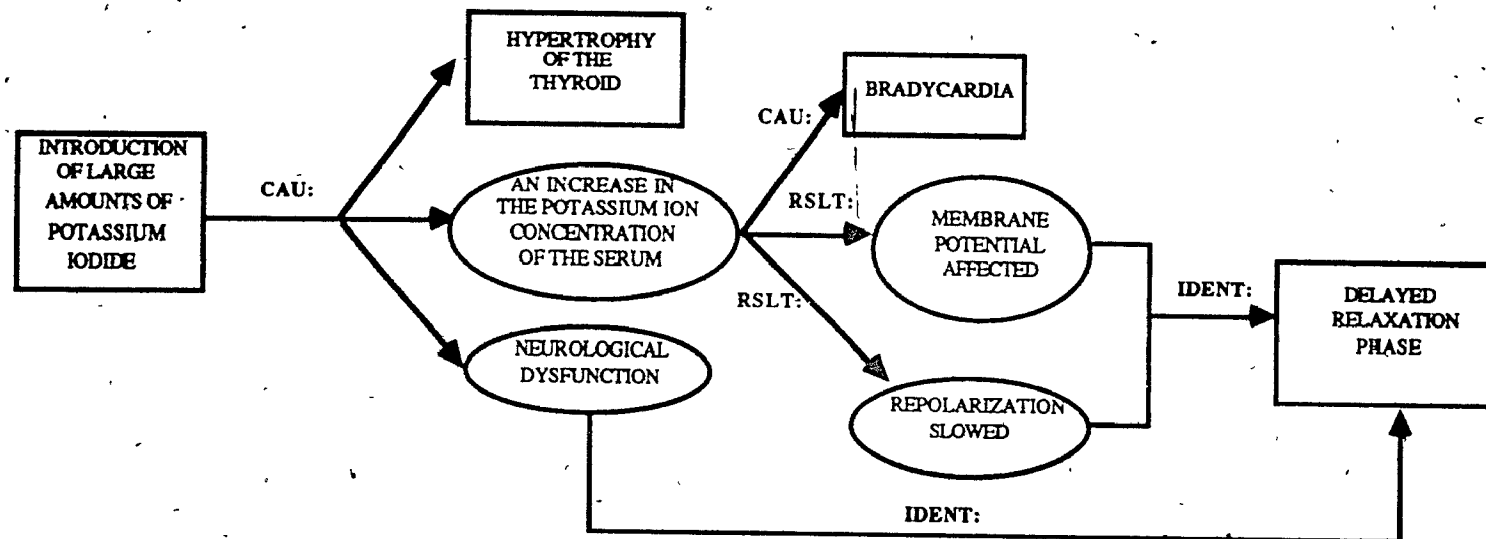 INTRODUCTION
OF LARGE
AMOUNTS OF
POTASSIUM
IODIDE
CAU:
HYPERTROPHY
OF THE
THYROID
AN INCREASE IN
THE POTASSIUM ION
CONCENTRATION
OF THE SERUM
NEUROLOGICAL
DYSFUNCTION
CAU:
RSLT:
RSLT:
BRADYCARDIA
MEMBRANE
POTENTIAL
AFFECTED
REPOLARIZATION
SLOWED
IDENT:
DELAYED
RELAXATION
PHASE
IDENT: